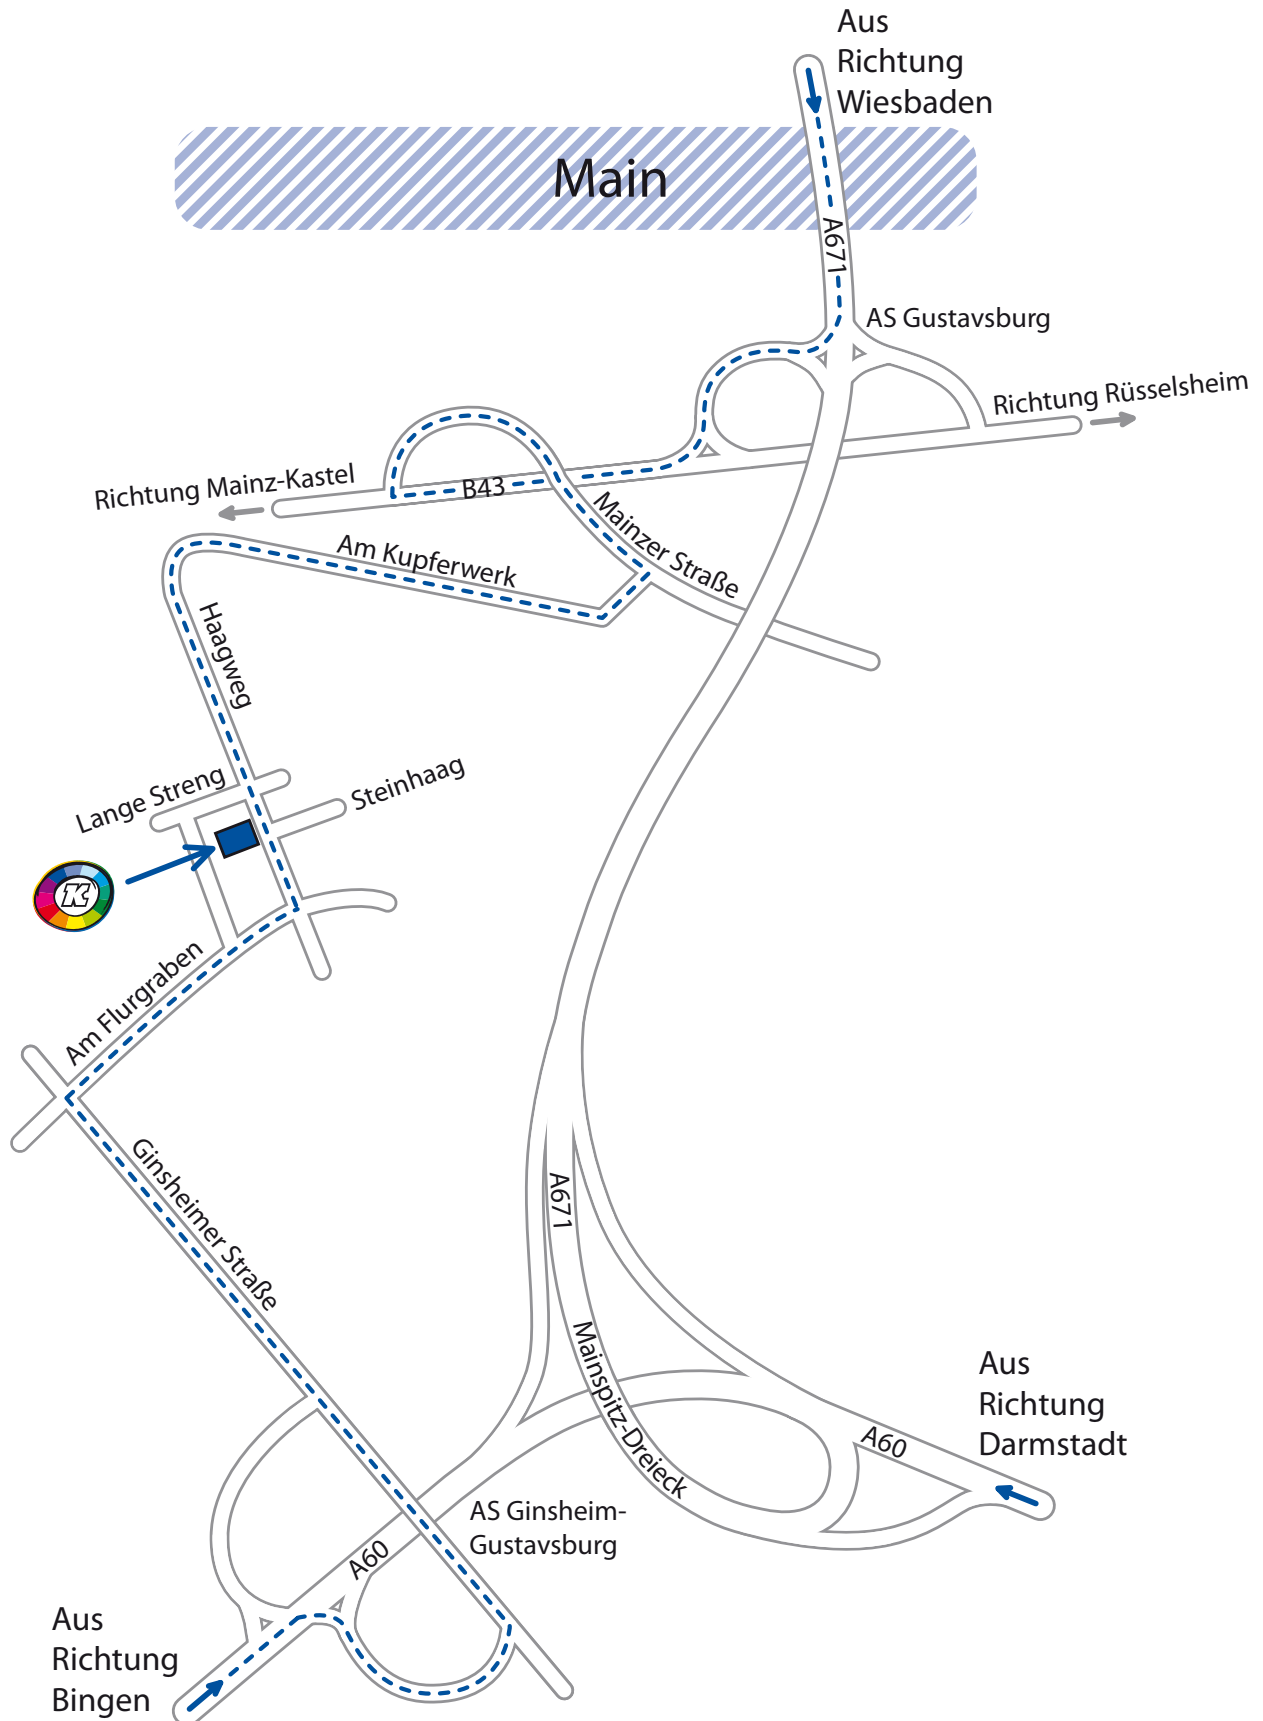 Aus
Richtung
Wiesbaden
Main
A671
AS Gustavsburg
Richtung Rüsselsheim
Richtung Mainz-Kastel
B43
Mainzer Straße
Am Kupferwerk
Haagweg
Lange Streng
Steinhaag
K
Am Flurgraben
Ginsheimer Straße
A671
Mainspitz-Dreieck
Aus
Richtung
Darmstadt
A60
AS Ginsheim-
Gustavsburg
A60
Aus
Richtung
Bingen